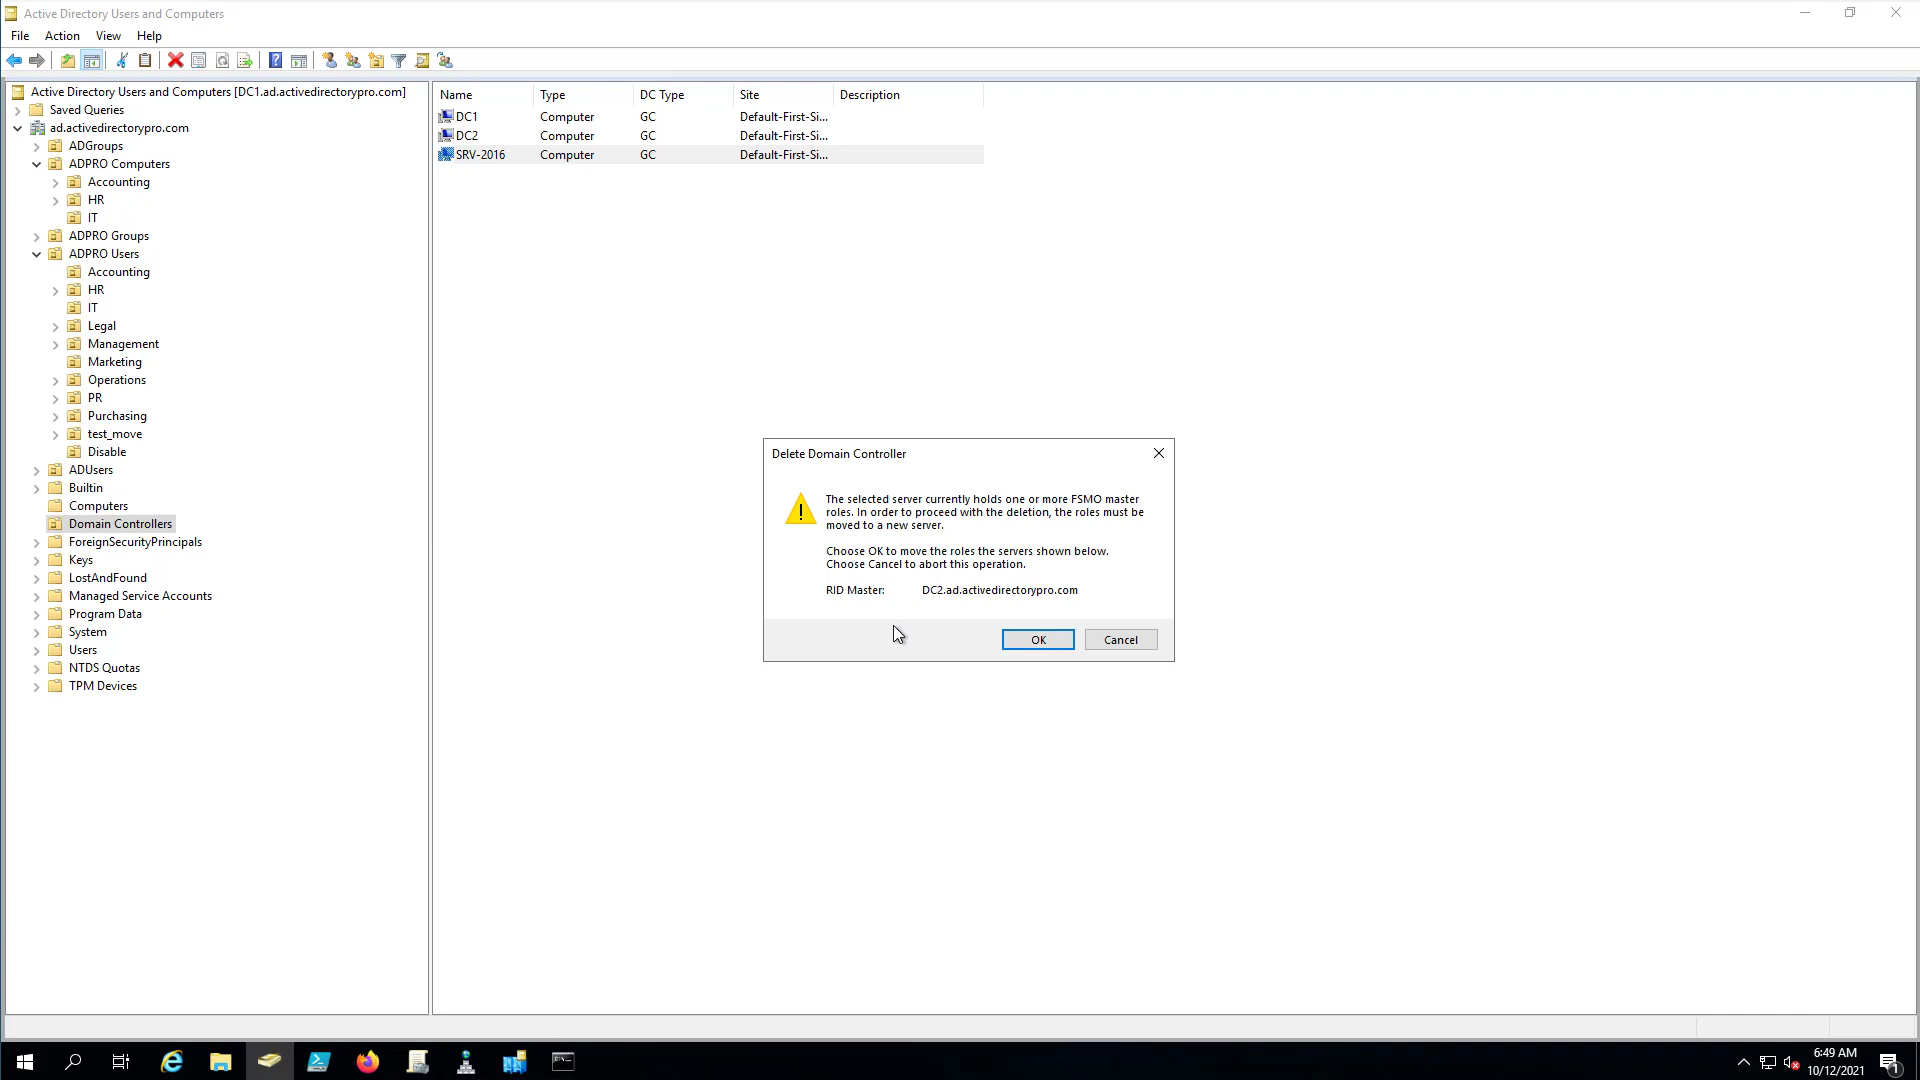 Active Directory Users and Computers
File Action View Help
Active Directory Users and Computers [DC1.ad.activedirectorypro.com]
Saved Queries
ad.activedirectorypro.com
ADGroups
ADPRO Computers
Accounting
HR
IT
ADPRO Groups
ADPRO Users
Accounting
HR
IT
Legal
Management
Marketing
Operations
PR
Purchasing
test_move
Disable
ADUsers
Builtin
Computers
Domain Controllers
ForeignSecurityPrincipals
Keys
LostAndFound
Managed Service Accounts
Program Data
System
Users
NTDS Quotas
TPM Devices
Name Type DC Type Site Description
DC1 Computer GC Default-First-Si...
DC2 Computer GC Default-First-Si...
SRV-2016 Computer GC Default-First-Si...
Delete Domain Controller
The selected server currently holds one or more FSMO master
roles. In order to proceed with the deletion, the roles must be
moved to a new server.
Choose OK to move the roles the servers shown below.
Choose Cancel to abort this operation.
RID Master: DC2.ad.activedirectorypro.com
OK Cancel
6:49 AM
10/12/2021
1